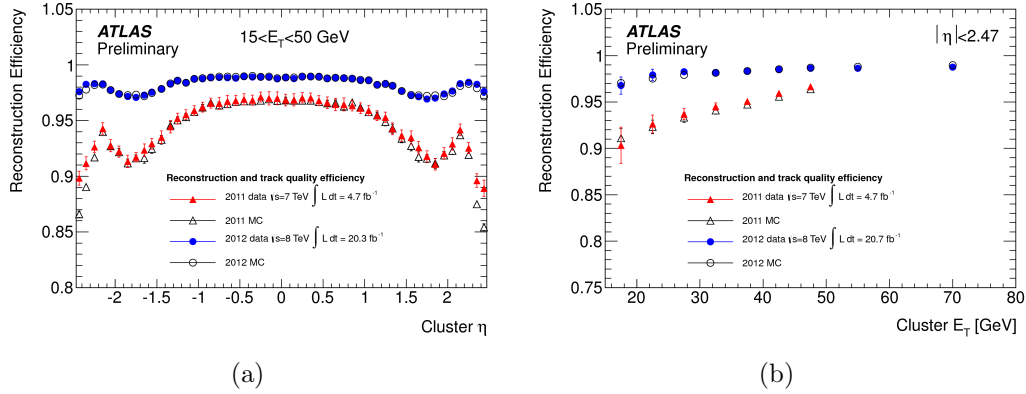 ATLAS
Preliminary
15<E_T<50 GeV
Reconstruction Efficiency
1.05
1
0.95
0.9
0.85
0.8
Reconstruction and track quality efficiency
2011 data √s=7 TeV ∫ L dt = 4.7 fb⁻¹
2011 MC
2012 data √s=8 TeV ∫ L dt = 20.3 fb⁻¹
2012 MC
-2 -1.5 -1 -0.5 0 0.5 1 1.5 2
Cluster η
(a)
ATLAS
Preliminary
|η|<2.47
Reconstruction Efficiency
1.05
1
0.95
0.9
0.85
0.8
0.75
Reconstruction and track quality efficiency
2011 data √s=7 TeV ∫ L dt = 4.7 fb⁻¹
2011 MC
2012 data √s=8 TeV ∫ L dt = 20.7 fb⁻¹
2012 MC
20 30 40 50 60 70 80
Cluster E_T [GeV]
(b)